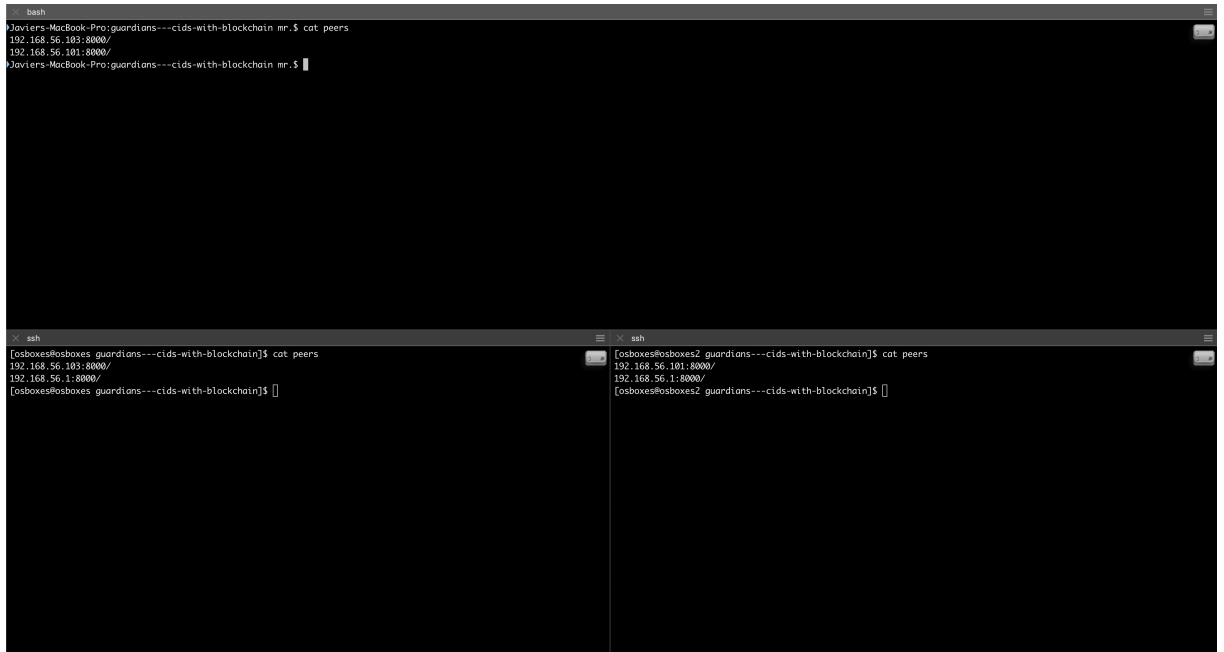 bash
Javiers-MacBook-Pro:guardians---cids-with-blockchain mr.$ cat peers
192.168.56.103:8000/
192.168.56.101:8000/
Javiers-MacBook-Pro:guardians---cids-with-blockchain mr.$
ssh
[osboxes@osboxes guardians---cids-with-blockchain]$ cat peers
192.168.56.103:8000/
192.168.56.1:8000/
[osboxes@osboxes guardians---cids-with-blockchain]$
ssh
[osboxes@osboxes2 guardians---cids-with-blockchain]$ cat peers
192.168.56.101:8000/
192.168.56.1:8000/
[osboxes@osboxes2 guardians---cids-with-blockchain]$